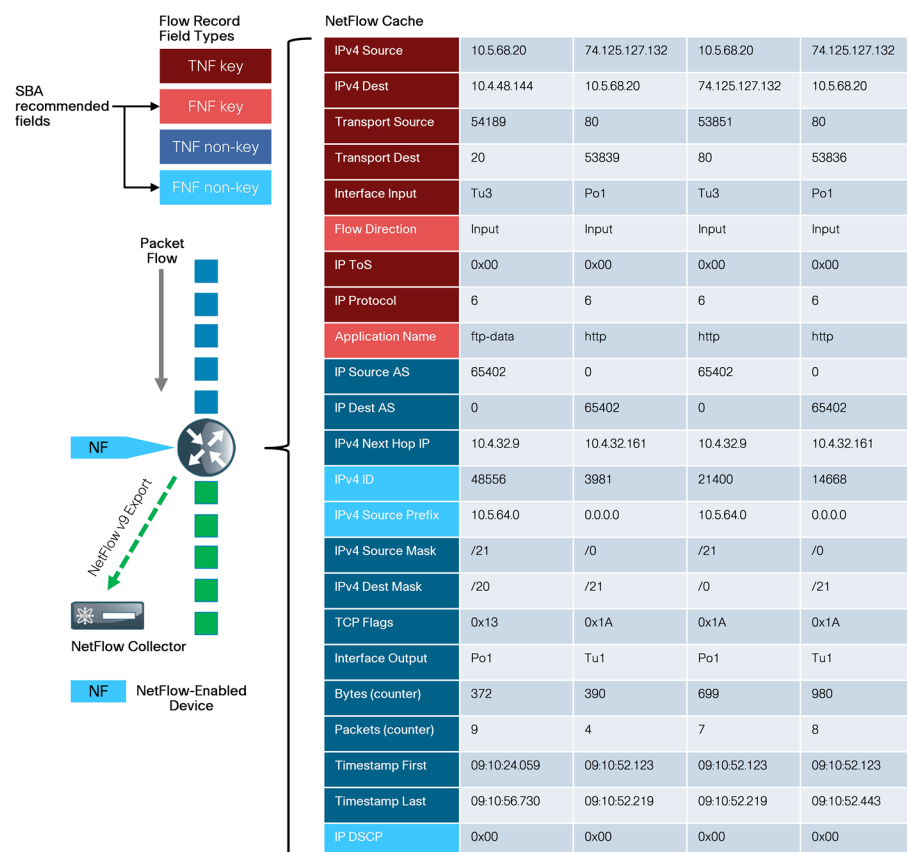 Flow Record
Field Types
TNF key
FNF key
TNF non-key
FNF non-key
SBA
recommended
fields
Packet
Flow
NF
NetFlow v9 Export
NetFlow Collector
NF
NetFlow-Enabled
Device
NetFlow Cache
IPv4 Source 10.5.68.20 74.125.127.132 10.5.68.20 74.125.127.132
IPv4 Dest 10.4.48.144 10.5.68.20 74.125.127.132 10.5.68.20
Transport Source 54189 80 53851 80
Transport Dest 20 53839 80 53836
Interface Input Tu3 Po1 Tu3 Po1
Flow Direction Input Input Input Input
IP ToS 0x00 0x00 0x00 0x00
IP Protocol 6 6 6 6
Application Name ftp-data http http http
IP Source AS 65402 0 65402 0
IP Dest AS 0 65402 0 65402
IPv4 Next Hop IP 10.4.32.9 10.4.32.161 10.4.32.9 10.4.32.161
IPv4 ID 48556 3981 21400 14668
IPv4 Source Prefix 10.5.64.0 0.0.0.0 10.5.64.0 0.0.0.0
IPv4 Source Mask /21 /0 /21 /0
IPv4 Dest Mask /20 /21 /0 /21
TCP Flags 0x13 0x1A 0x1A 0x1A
Interface Output Po1 Tu1 Po1 Tu1
Bytes (counter) 372 390 699 980
Packets (counter) 9 4 7 8
Timestamp First 09:10:24.059 09:10:52.123 09:10:52.123 09:10:52.123
Timestamp Last 09:10:56.730 09:10:52.219 09:10:52.219 09:10:52.443
IP DSCP 0x00 0x00 0x00 0x00